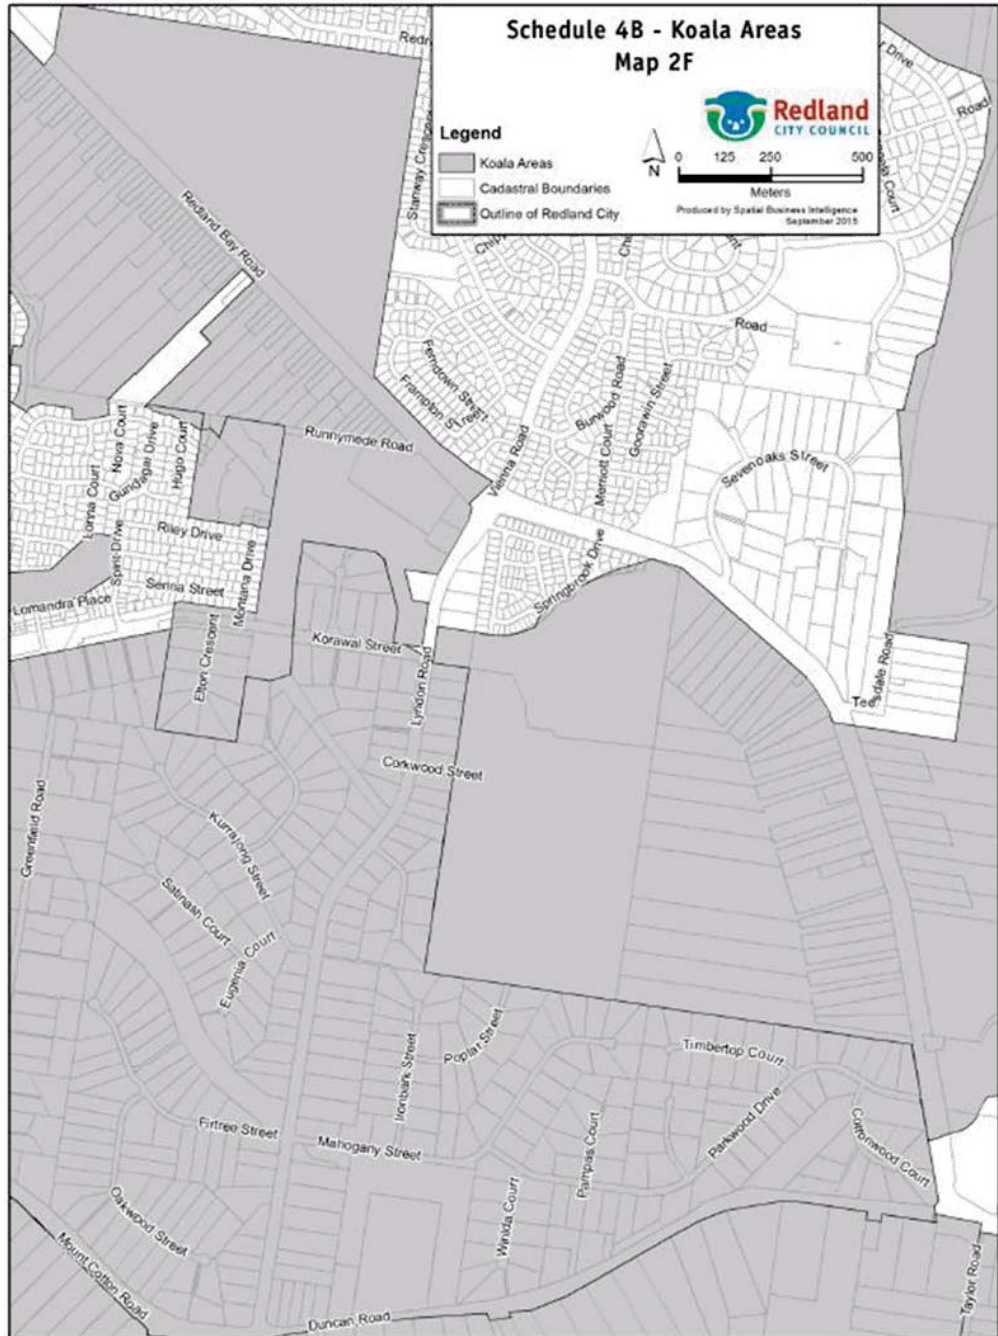 Schedule 4B - Koala Areas
Map 2F
Redland
CITY COUNCIL
Legend
Koala Areas
Cadastral Boundaries
Outline of Redland City
N
0 125 250 500
Meters
Produced by Spatial Business Intelligence
September 2015
Drive
Road
Court
Redland Bay Road
Road
Ferndown Street
Frampton Street
Burwood Road
Goorawin Street
Merriott Court
Vienna Road
Runnymede Road
Sevenoaks Street
Nova Court
Gundagai Drive
Hugo Court
Lorina Court
Riley Drive
Spirit Drive
Senna Street
Montana Drive
Lomandra Place
Springbrook Drive
Elton Crescent
Korawal Street
Lyndon Road
Corkwood Street
Greenfield Road
Kurrajong Street
Satinash Court
Eugenia Court
Poplar Street
Ironbark Street
Timbertop Court
Parkwood Drive
Cottonwood Court
Firtree Street
Mahogany Street
Pampas Court
Winida Court
Oakwood Street
Mount Cotton Road
Duncan Road
Taylor Road